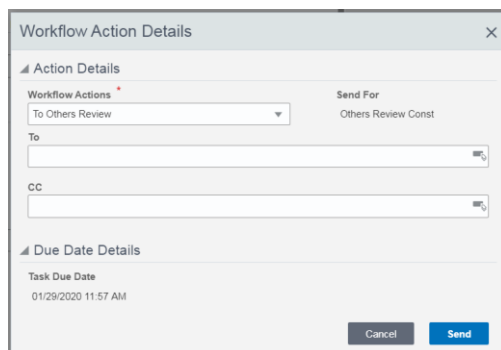 Workflow Action Details
Action Details
Workflow Actions *
Send For
To Others Review
Others Review Const
To
CC
Due Date Details
Task Due Date
01/29/2020 11:57 AM
Cancel
Send